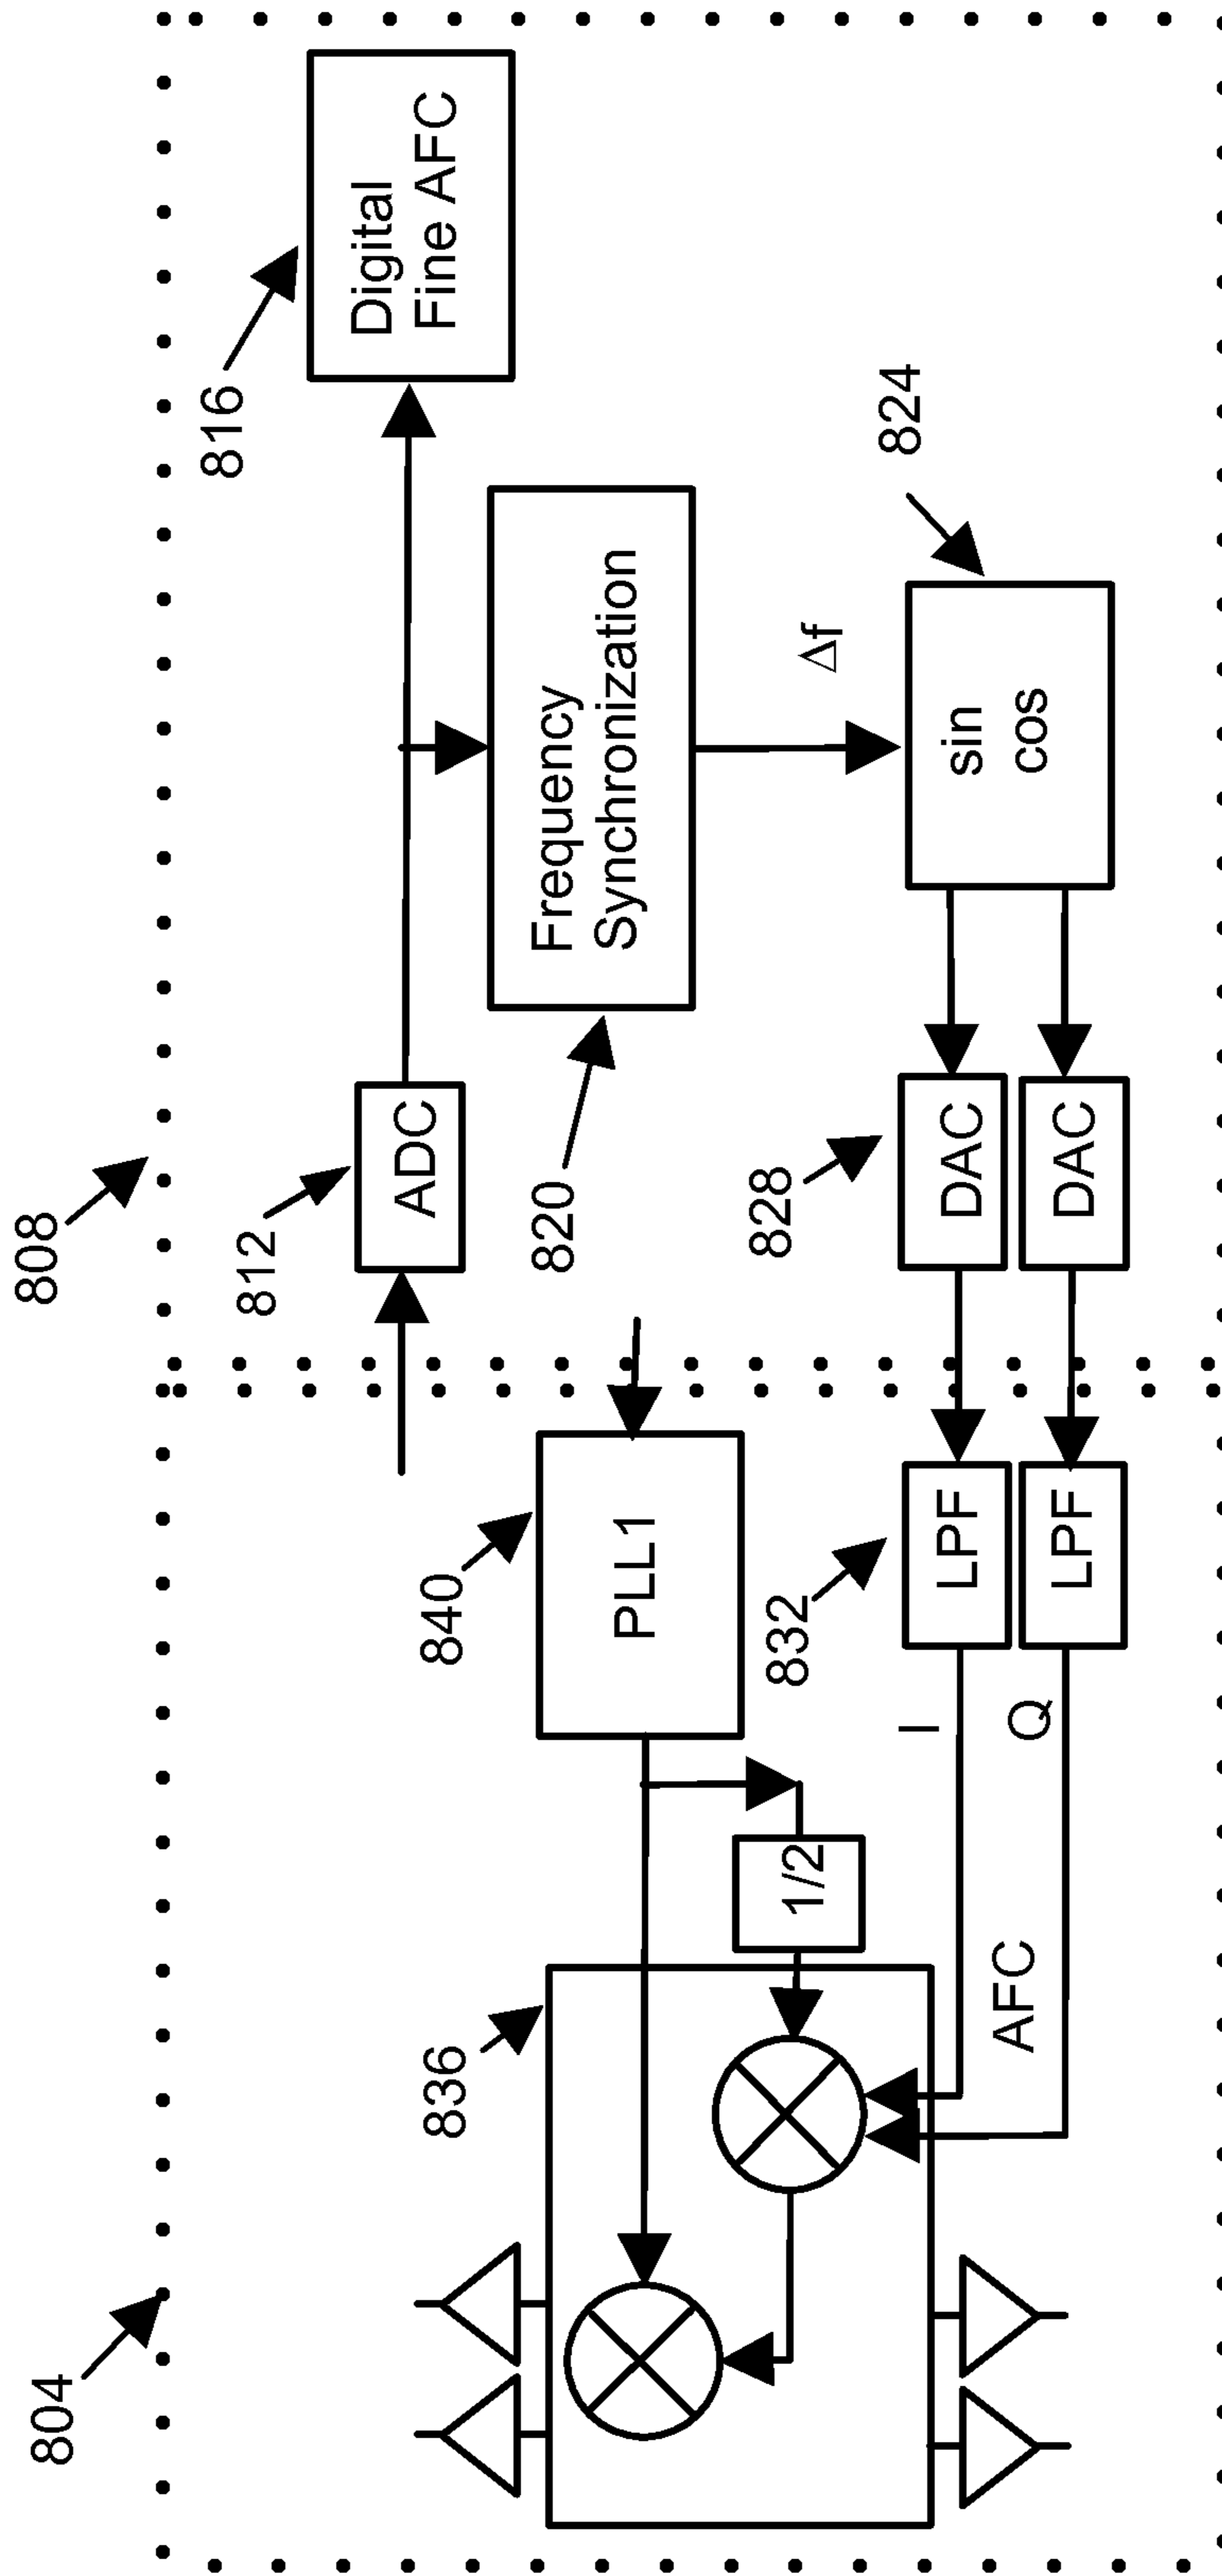 804
808
836
840
812
816
ADC
Digital
Fine AFC
PLL1
820
Frequency
Synchronization
1/2
832
828
824
Δf
I
LPF
DAC
sin
cos
AFC
Q
LPF
DAC